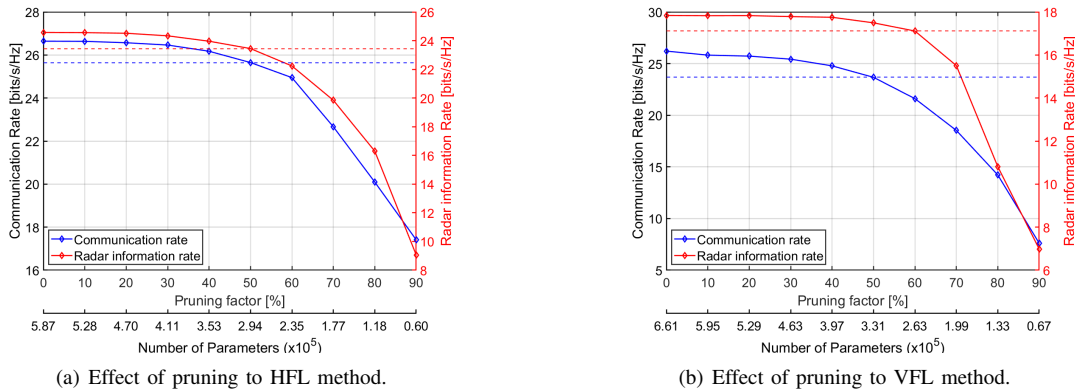 28
26
24
22
20
18
16
Communication Rate [bits/s/Hz]
26
24
22
20
18
16
14
12
10
8
Radar information Rate [bits/s/Hz]
Communication rate
Radar information rate
0 10 20 30 40 50 60 70 80 90
Pruning factor [%]
5.87 5.28 4.70 4.11 3.53 2.94 2.35 1.77 1.18 0.60
Number of Parameters (x10^5)
(a) Effect of pruning to HFL method.
30
25
20
15
10
5
Communication Rate [bits/s/Hz]
18
16
14
12
10
8
6
Radar information Rate [bits/s/Hz]
Communication rate
Radar information rate
0 10 20 30 40 50 60 70 80 90
Pruning factor [%]
6.61 5.95 5.29 4.63 3.97 3.31 2.63 1.99 1.33 0.67
Number of Parameters (x10^5)
(b) Effect of pruning to VFL method.